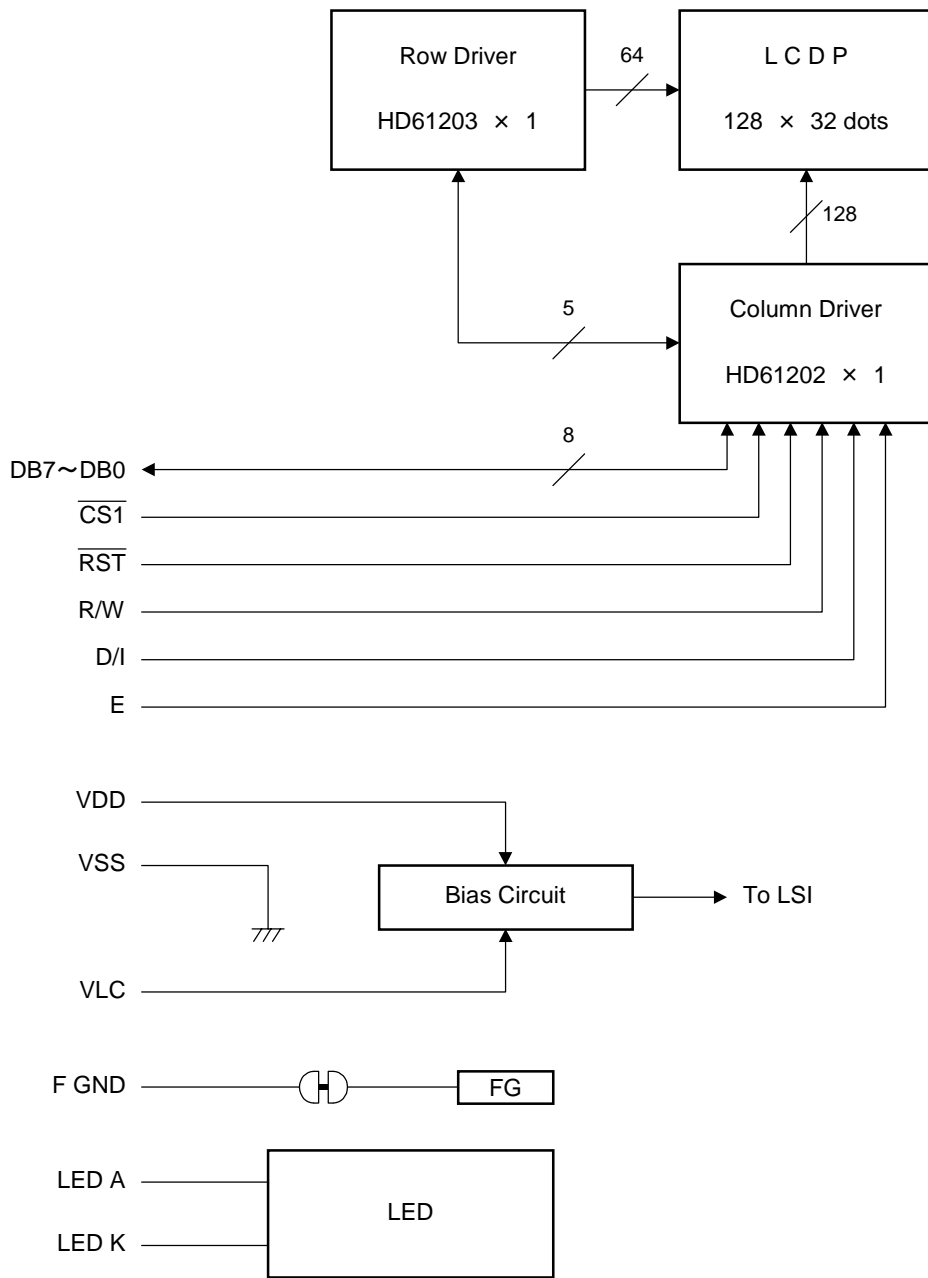 Row Driver
HD61203 × 1
64
L C D P
128 × 32 dots
128
5
Column Driver
HD61202 × 1
8
DB7～DB0
CS1
RST
R/W
D/I
E
VDD
VSS
Bias Circuit
To LSI
VLC
F GND
FG
LED A
LED
LED K